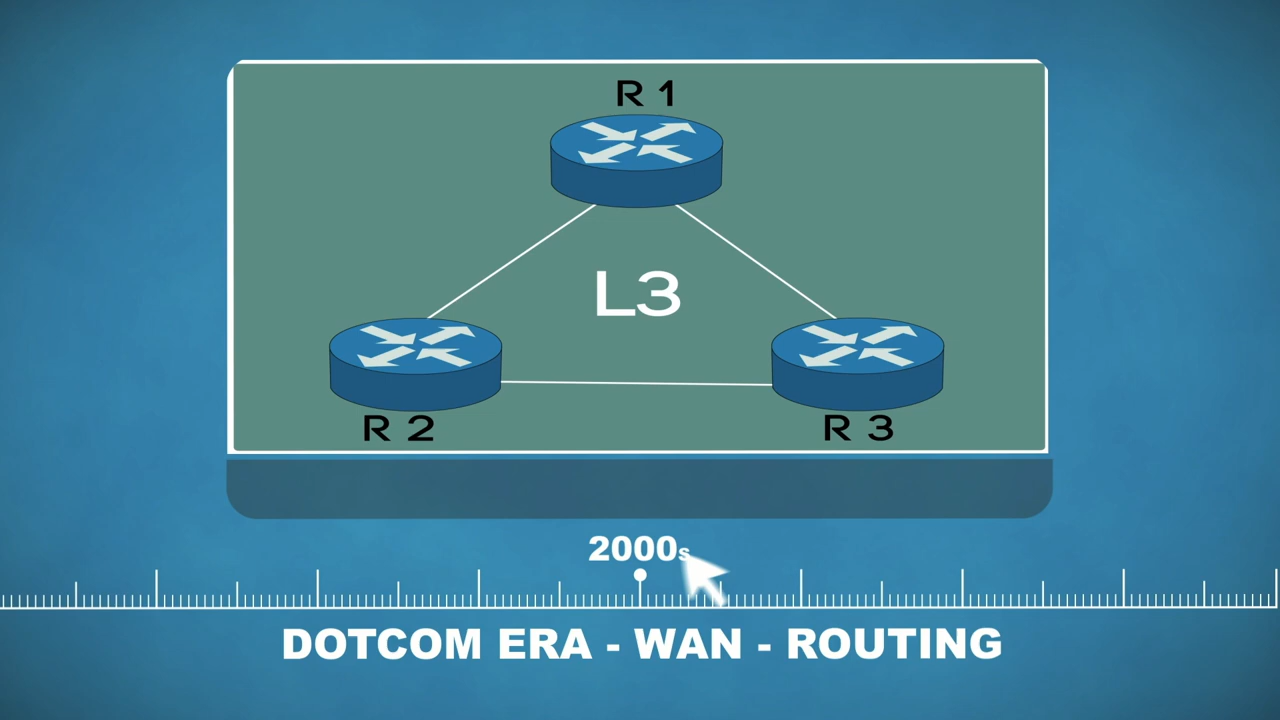 R 1
L3
R 2
R 3
2000s
DOTCOM ERA - WAN - ROUTING